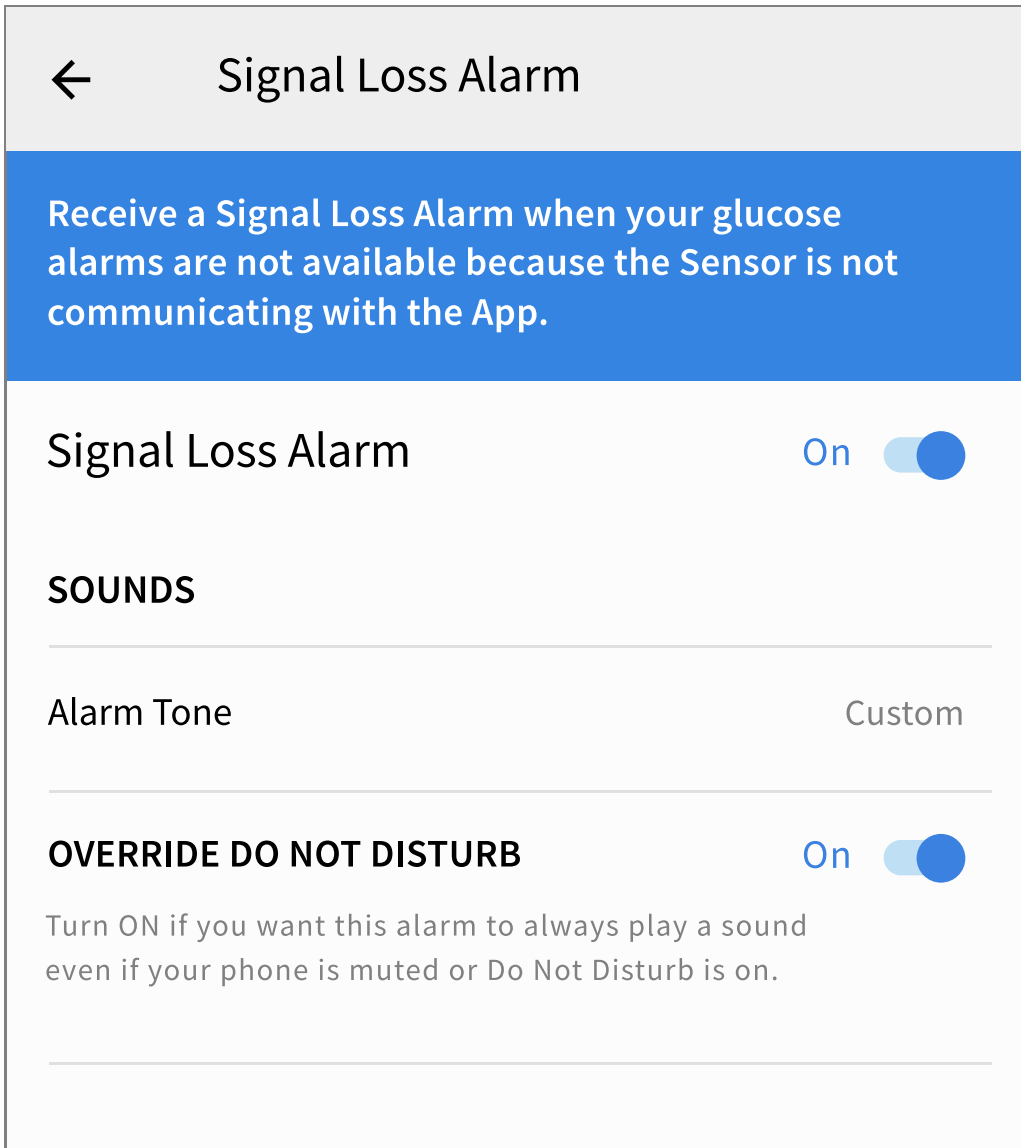 Signal Loss Alarm
Receive a Signal Loss Alarm when your glucose
alarms are not available because the Sensor is not
communicating with the App.
Signal Loss Alarm On
SOUNDS
Alarm Tone Custom
OVERRIDE DO NOT DISTURB On
Turn ON if you want this alarm to always play a sound
even if your phone is muted or Do Not Disturb is on.